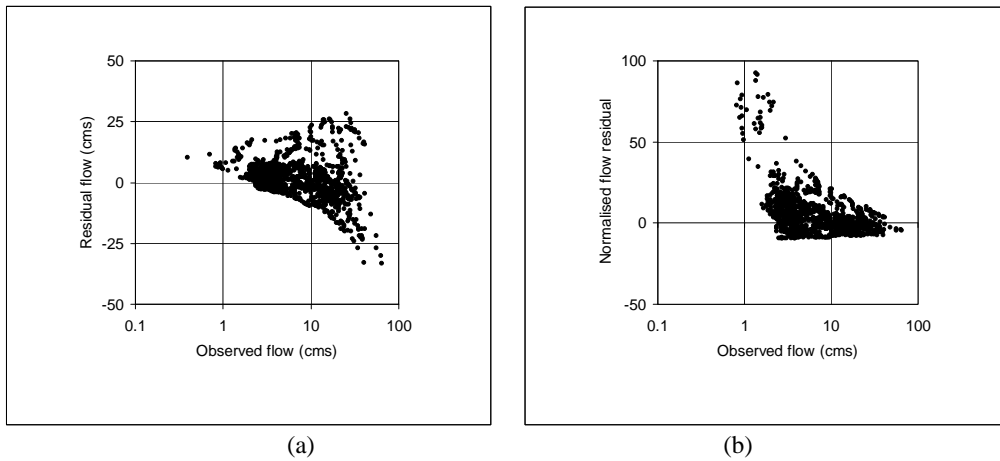 50
25
0
-25
-50
0.1 1 10 100
Residual flow (cms)
Observed flow (cms)
(a)
100
50
0
-50
0.1 1 10 100
Normalised flow residual
Observed flow (cms)
(b)